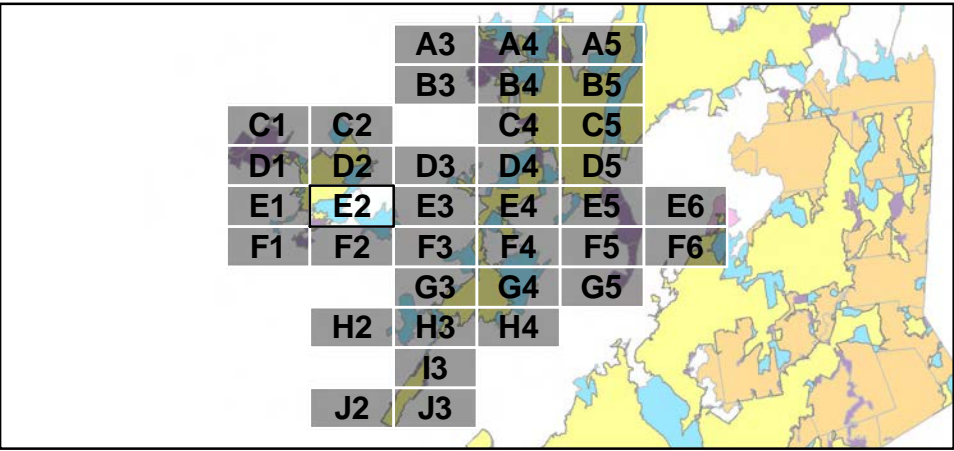 A3 A4 A5
B3 B4 B5
C1 C2 C4 C5
D1 D2 D3 D4 D5
E1 E2 E3 E4 E5 E6
F1 F2 F3 F4 F5 F6
G3 G4 G5
H2 H3 H4
I3
J2 J3